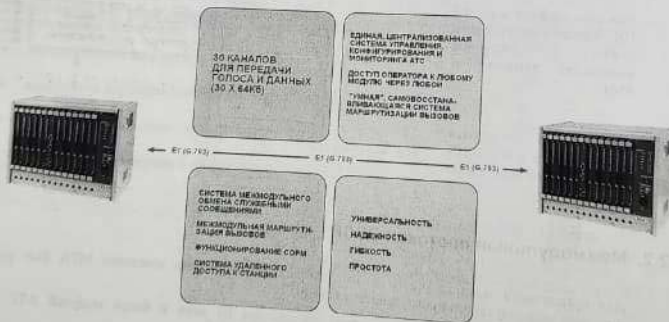 30 КАНАЛОВ
ДЛЯ ПЕРЕДАЧИ
ГОЛОСА И ДАННЫХ
(30 X 64Кб)
ЕДИНАЯ, ЦЕНТРАЛИЗОВАННАЯ
СИСТЕМА УПРАВЛЕНИЯ,
КОНФИГУРИРОВАНИЯ И
МОНИТОРИНГА АТС
ДОСТУП ОПЕРАТОРА К ЛЮБОМУ
МОДУЛЮ ЧЕРЕЗ ЛЮБОЙ
"УМНАЯ", САМОВОССТАНА-
ВЛИВАЮЩАЯСЯ СИСТЕМА
МАРШРУТИЗАЦИИ ВЫЗОВОВ
E1 (G.703) E1 (G.703) E1 (G.703)
СИСТЕМА МЕЖМОДУЛЬНОГО
ОБМЕНА СЛУЖЕБНЫМИ
СООБЩЕНИЯМИ
МЕЖМОДУЛЬНАЯ МАРШРУТИ-
ЗАЦИЯ ВЫЗОВОВ
ФУНКЦИОНИРОВАНИЕ СОРМ
СИСТЕМА УДАЛЕННОГО
ДОСТУПА К СТАНЦИИ
УНИВЕРСАЛЬНОСТЬ
НАДЕЖНОСТЬ
ГИБКОСТЬ
ПРОСТОТА